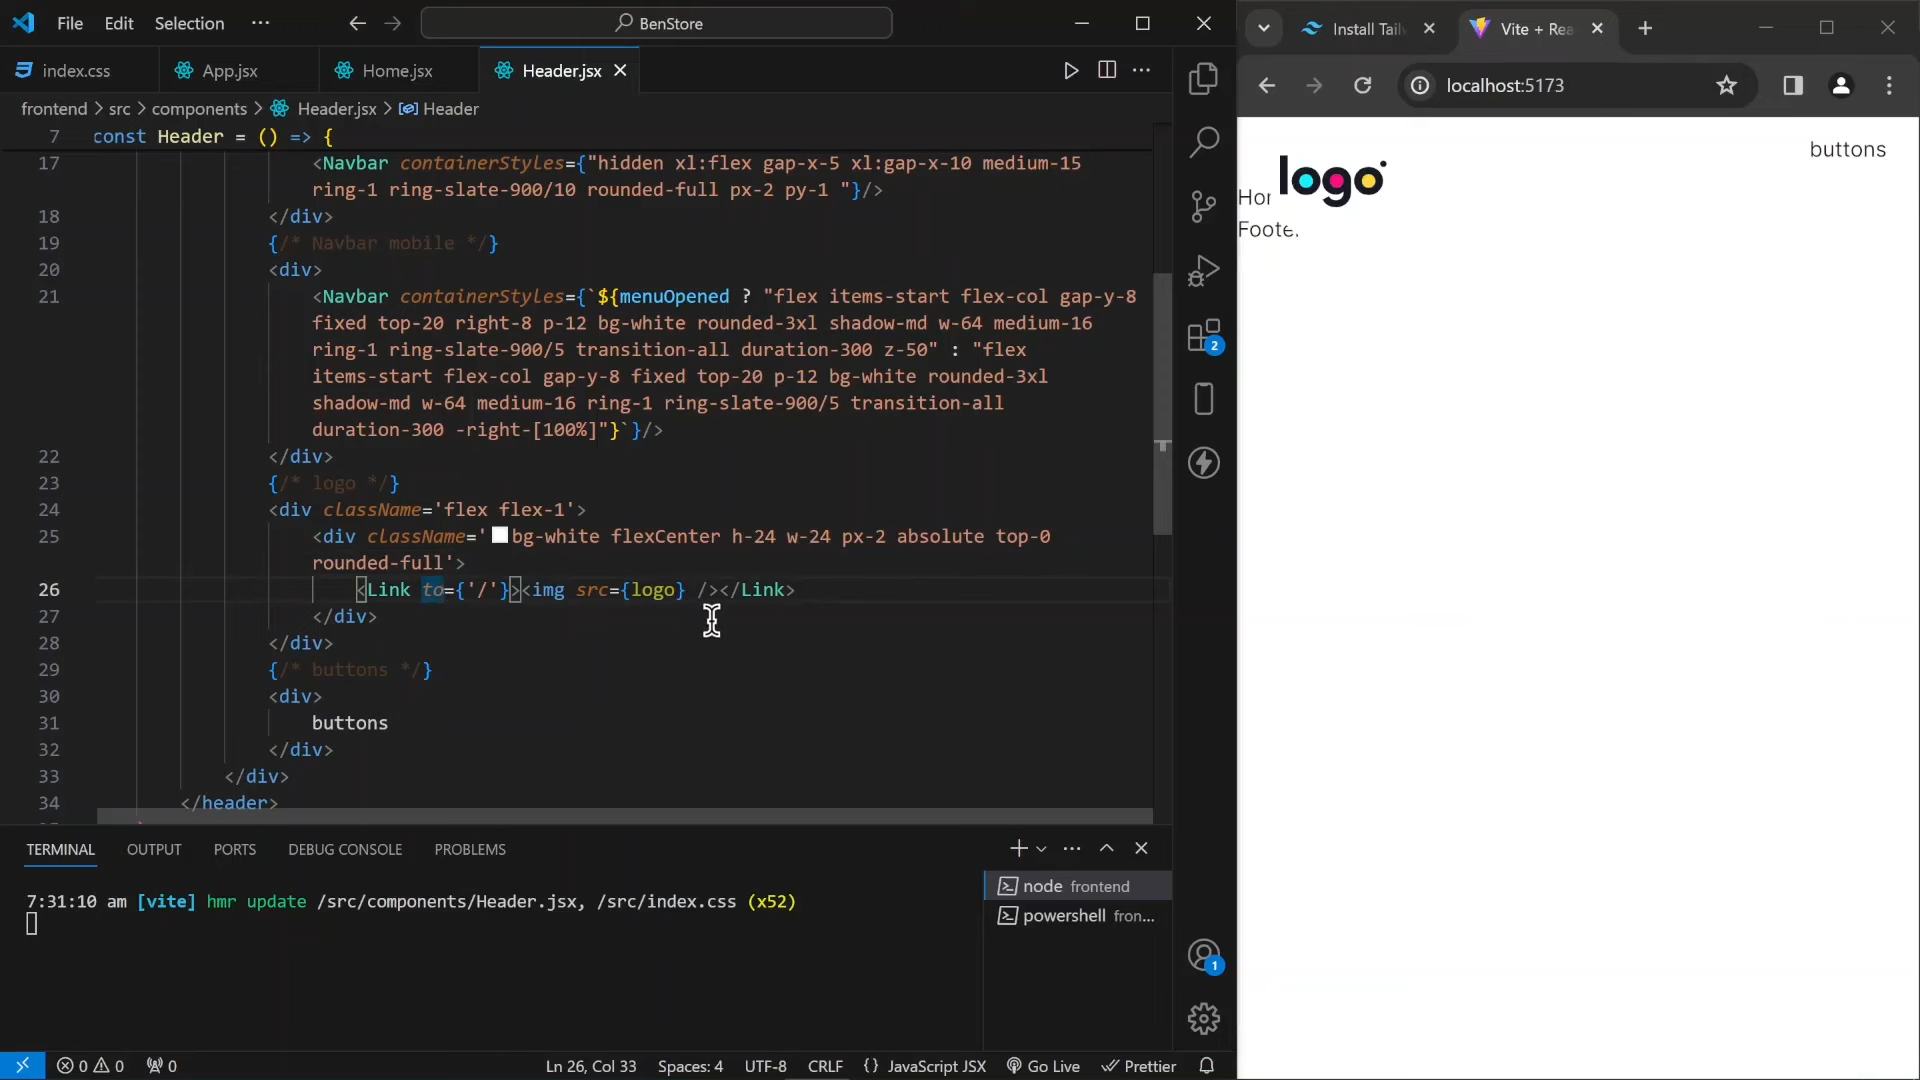 File Edit Selection ··· BenStore
index.css App.jsx Home.jsx Header.jsx
frontend > src > components > Header.jsx > Header
7 const Header = () => {
17 <Navbar containerStyles={"hidden xl:flex gap-x-5 xl:gap-x-10 medium-15
ring-1 ring-slate-900/10 rounded-full px-2 py-1 "}/>
18 </div>
19 {/* Navbar mobile */}
20 <div>
21 <Navbar containerStyles={`${menuOpened ? "flex items-start flex-col gap-y-8
fixed top-20 right-8 p-12 bg-white rounded-3xl shadow-md w-64 medium-16
ring-1 ring-slate-900/5 transition-all duration-300 z-50" : "flex
items-start flex-col gap-y-8 fixed top-20 p-12 bg-white rounded-3xl
shadow-md w-64 medium-16 ring-1 ring-slate-900/5 transition-all
duration-300 -right-[100%]"}`}/>
22 </div>
23 {/* logo */}
24 <div className='flex flex-1'>
25 <div className='bg-white flexCenter h-24 w-24 px-2 absolute top-0
rounded-full'>
26 <Link to={'/'}><img src={logo} /></Link>
27 </div>
28 </div>
29 {/* buttons */}
30 <div>
31 buttons
32 </div>
33 </div>
34 </header>
TERMINAL OUTPUT PORTS DEBUG CONSOLE PROBLEMS
7:31:10 am [vite] hmr update /src/components/Header.jsx, /src/index.css (x52)
node frontend
powershell fron...
2
1
0 0 0 Ln 26, Col 33 Spaces: 4 UTF-8 CRLF {} JavaScript JSX Go Live Prettier
Install Tail Vite + Rea
localhost:5173
buttons
logo
Hor
Foote